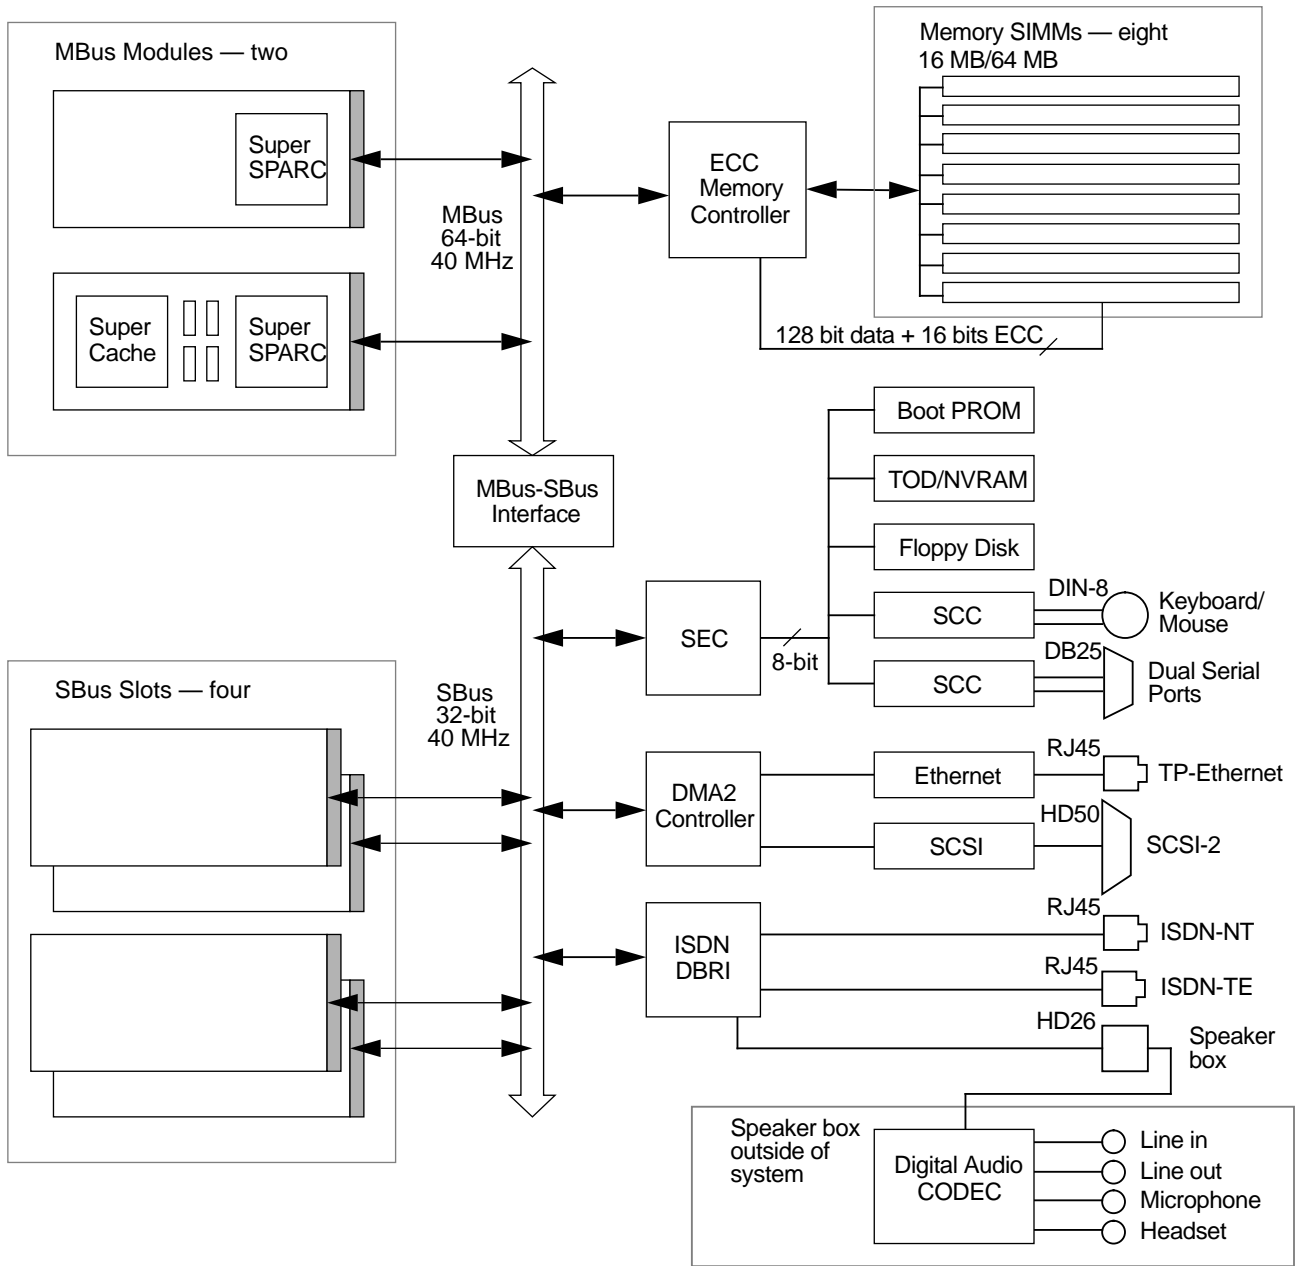 MBus Modules — two
Super
SPARC
Super
Cache
Super
SPARC
MBus
64-bit
40 MHz
ECC
Memory
Controller
Memory SIMMs — eight
16 MB/64 MB
128 bit data + 16 bits ECC
MBus-SBus
Interface
Boot PROM
TOD/NVRAM
Floppy Disk
SCC
DIN-8
Keyboard/
Mouse
SEC
8-bit
SCC
DB25
Dual Serial
Ports
SBus Slots — four
SBus
32-bit
40 MHz
DMA2
Controller
Ethernet
RJ45
TP-Ethernet
SCSI
HD50
SCSI-2
ISDN
DBRI
RJ45
ISDN-NT
RJ45
ISDN-TE
HD26
Speaker
box
Speaker box
outside of
system
Digital Audio
CODEC
Line in
Line out
Microphone
Headset